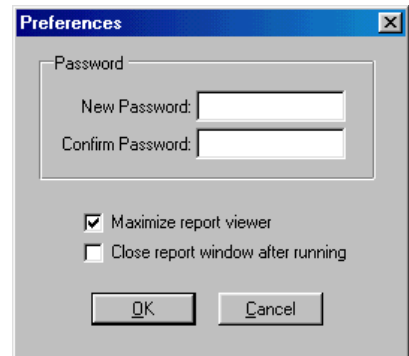 Preferences
Password
New Password:
Confirm Password:
Maximize report viewer
Close report window after running
OK Cancel